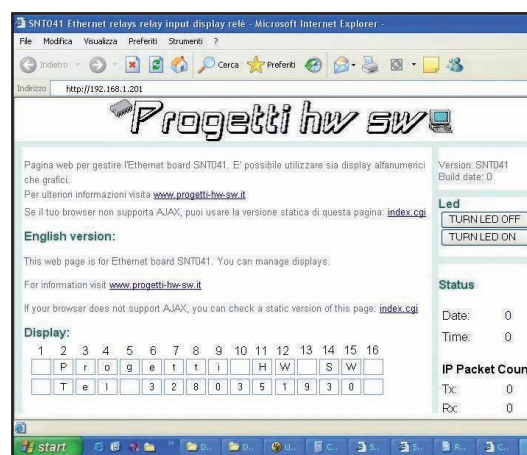 SNT041 Ethernet relays relay input display relè - Microsoft Internet Explorer -
File Modifica Visualizza Preferiti Strumenti ?
Indietro Cerca Preferiti
Indirizzo http://192.168.1.201
Progetti hw sw
Pagina web per gestire l'Ethernet board SNT041. E' possibile utilizzare sia display alfanumerici
che grafici.
Per ulteriori informazioni visita www.progetti-hw-sw.it
Se il tuo browser non supporta AJAX, puoi usare la versione statica di questa pagina: index.cgi
English version:
This web page is for Ethernet board SNT041. You can manage displays.
For information visit www.progetti-hw-sw.it
If your browser does not support AJAX, you can check a static version of this page: index.cgi
Display:
1 2 3 4 5 6 7 8 9 10 11 12 13 14 15 16
P r o g e t t i H W S W
T e l 3 2 8 0 3 5 1 9 3 0
Version: SNT041
Build date: 0.
Led
TURN LED OFF
TURN LED ON
Status
Date: 0
Time: 0
IP Packet Coun
Tx: 0
Rx: 0
start D.. D.. U.. C.. S.. S.. R.. C..